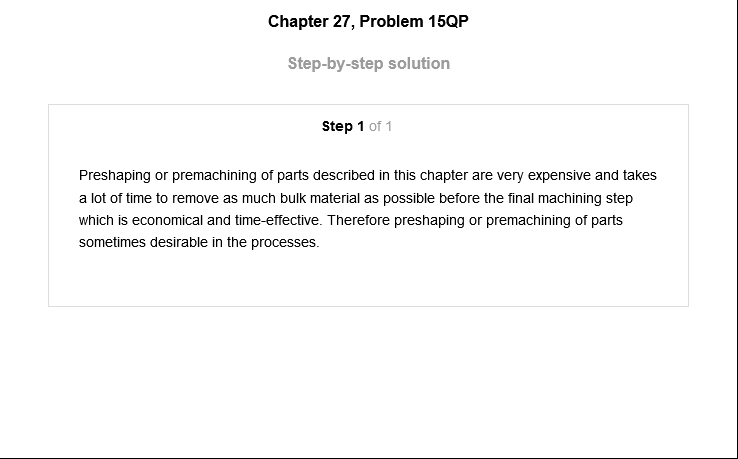 Chapter 27, Problem 15QP
Step-by-step solution
Step 1 of 1
Preshaping or premachining of parts described in this chapter are very expensive and takes
a lot of time to remove as much bulk material as possible before the final machining step
which is economical and time-effective. Therefore preshaping or premachining of parts
sometimes desirable in the processes.